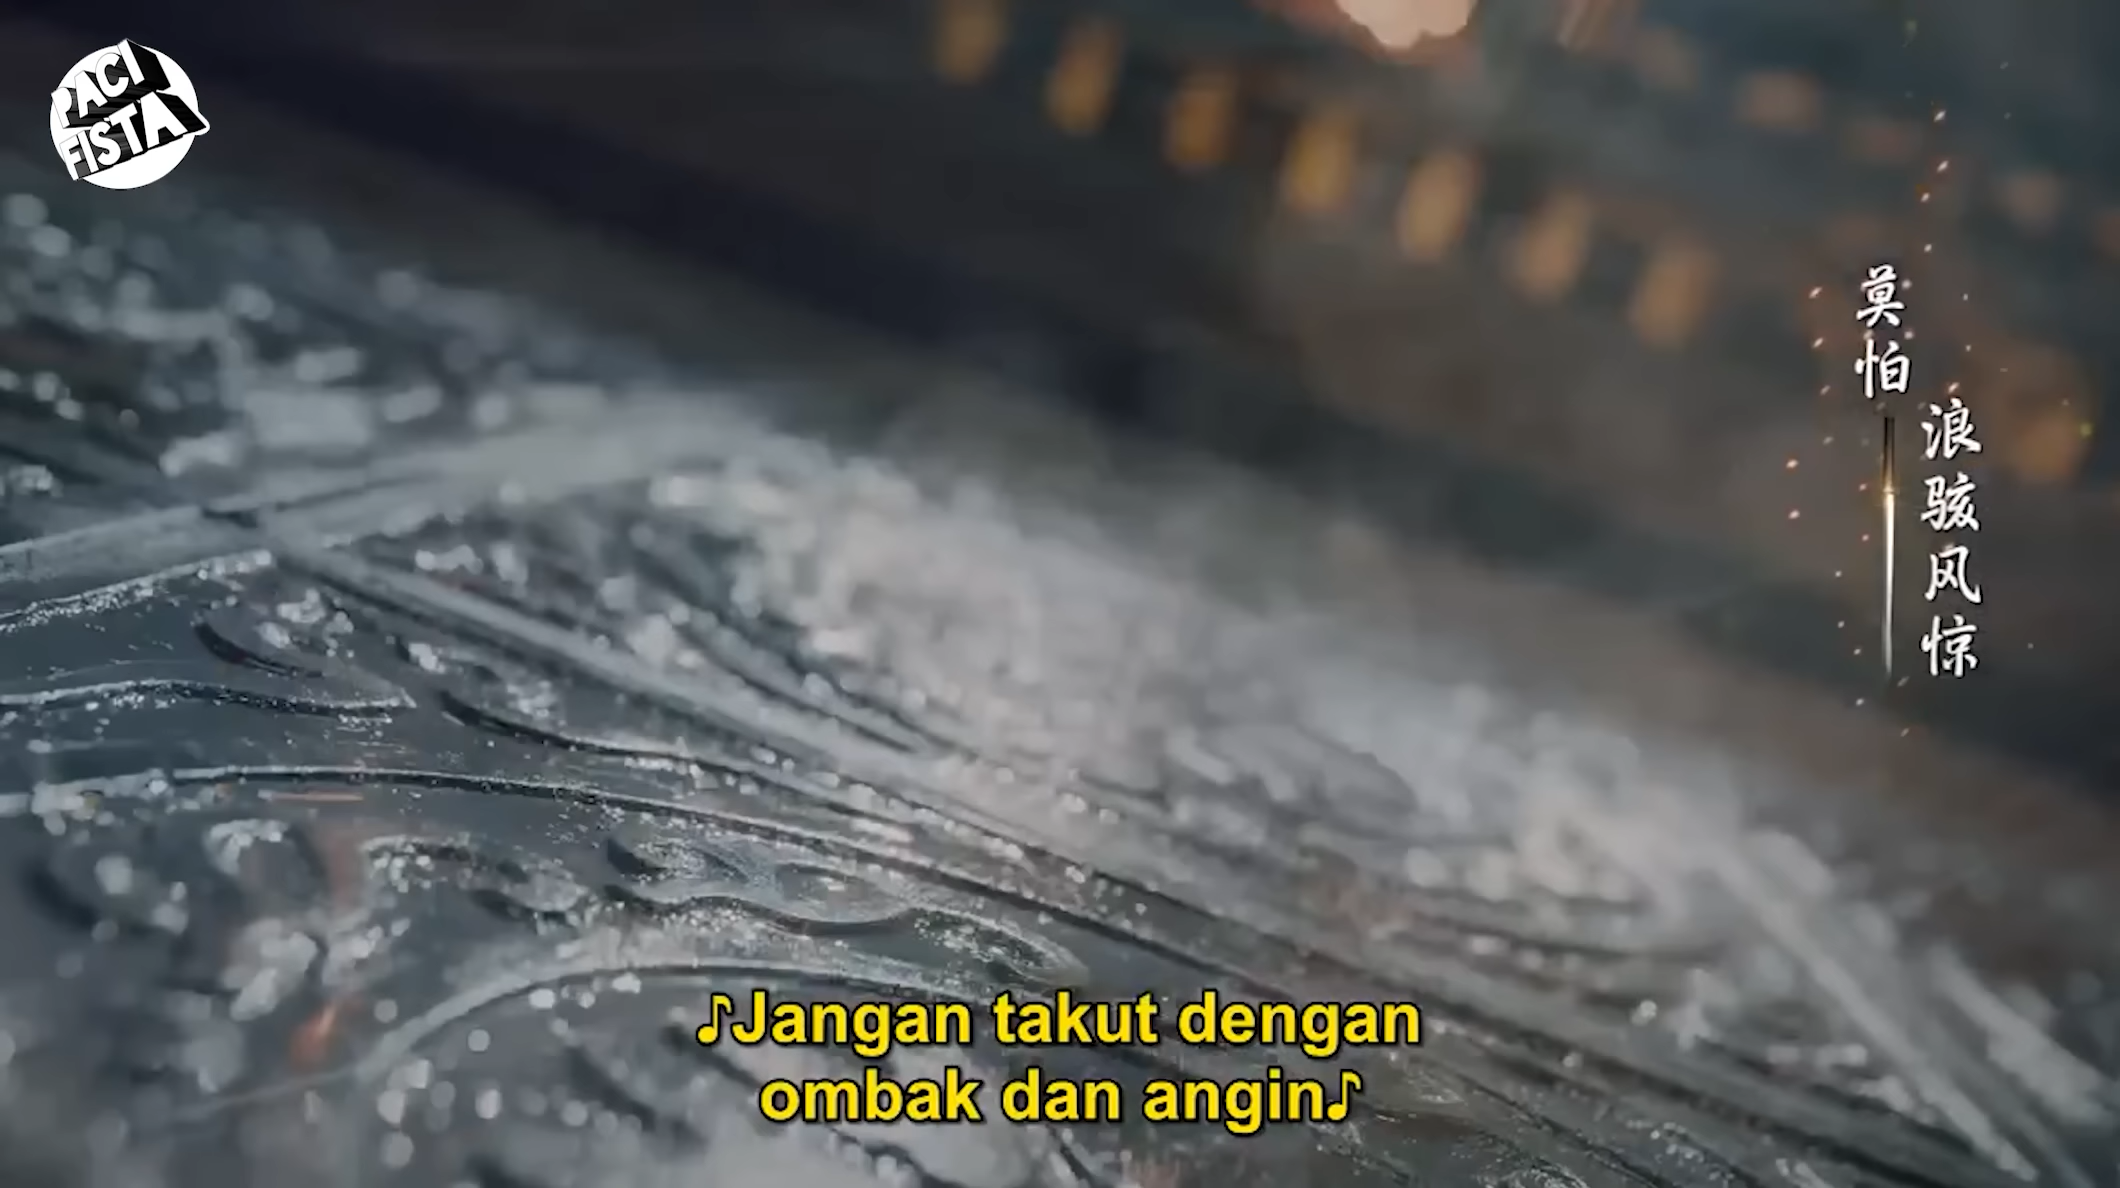 PACI
FISTA
莫怕
浪骇风惊
♪Jangan takut dengan
ombak dan angin♪